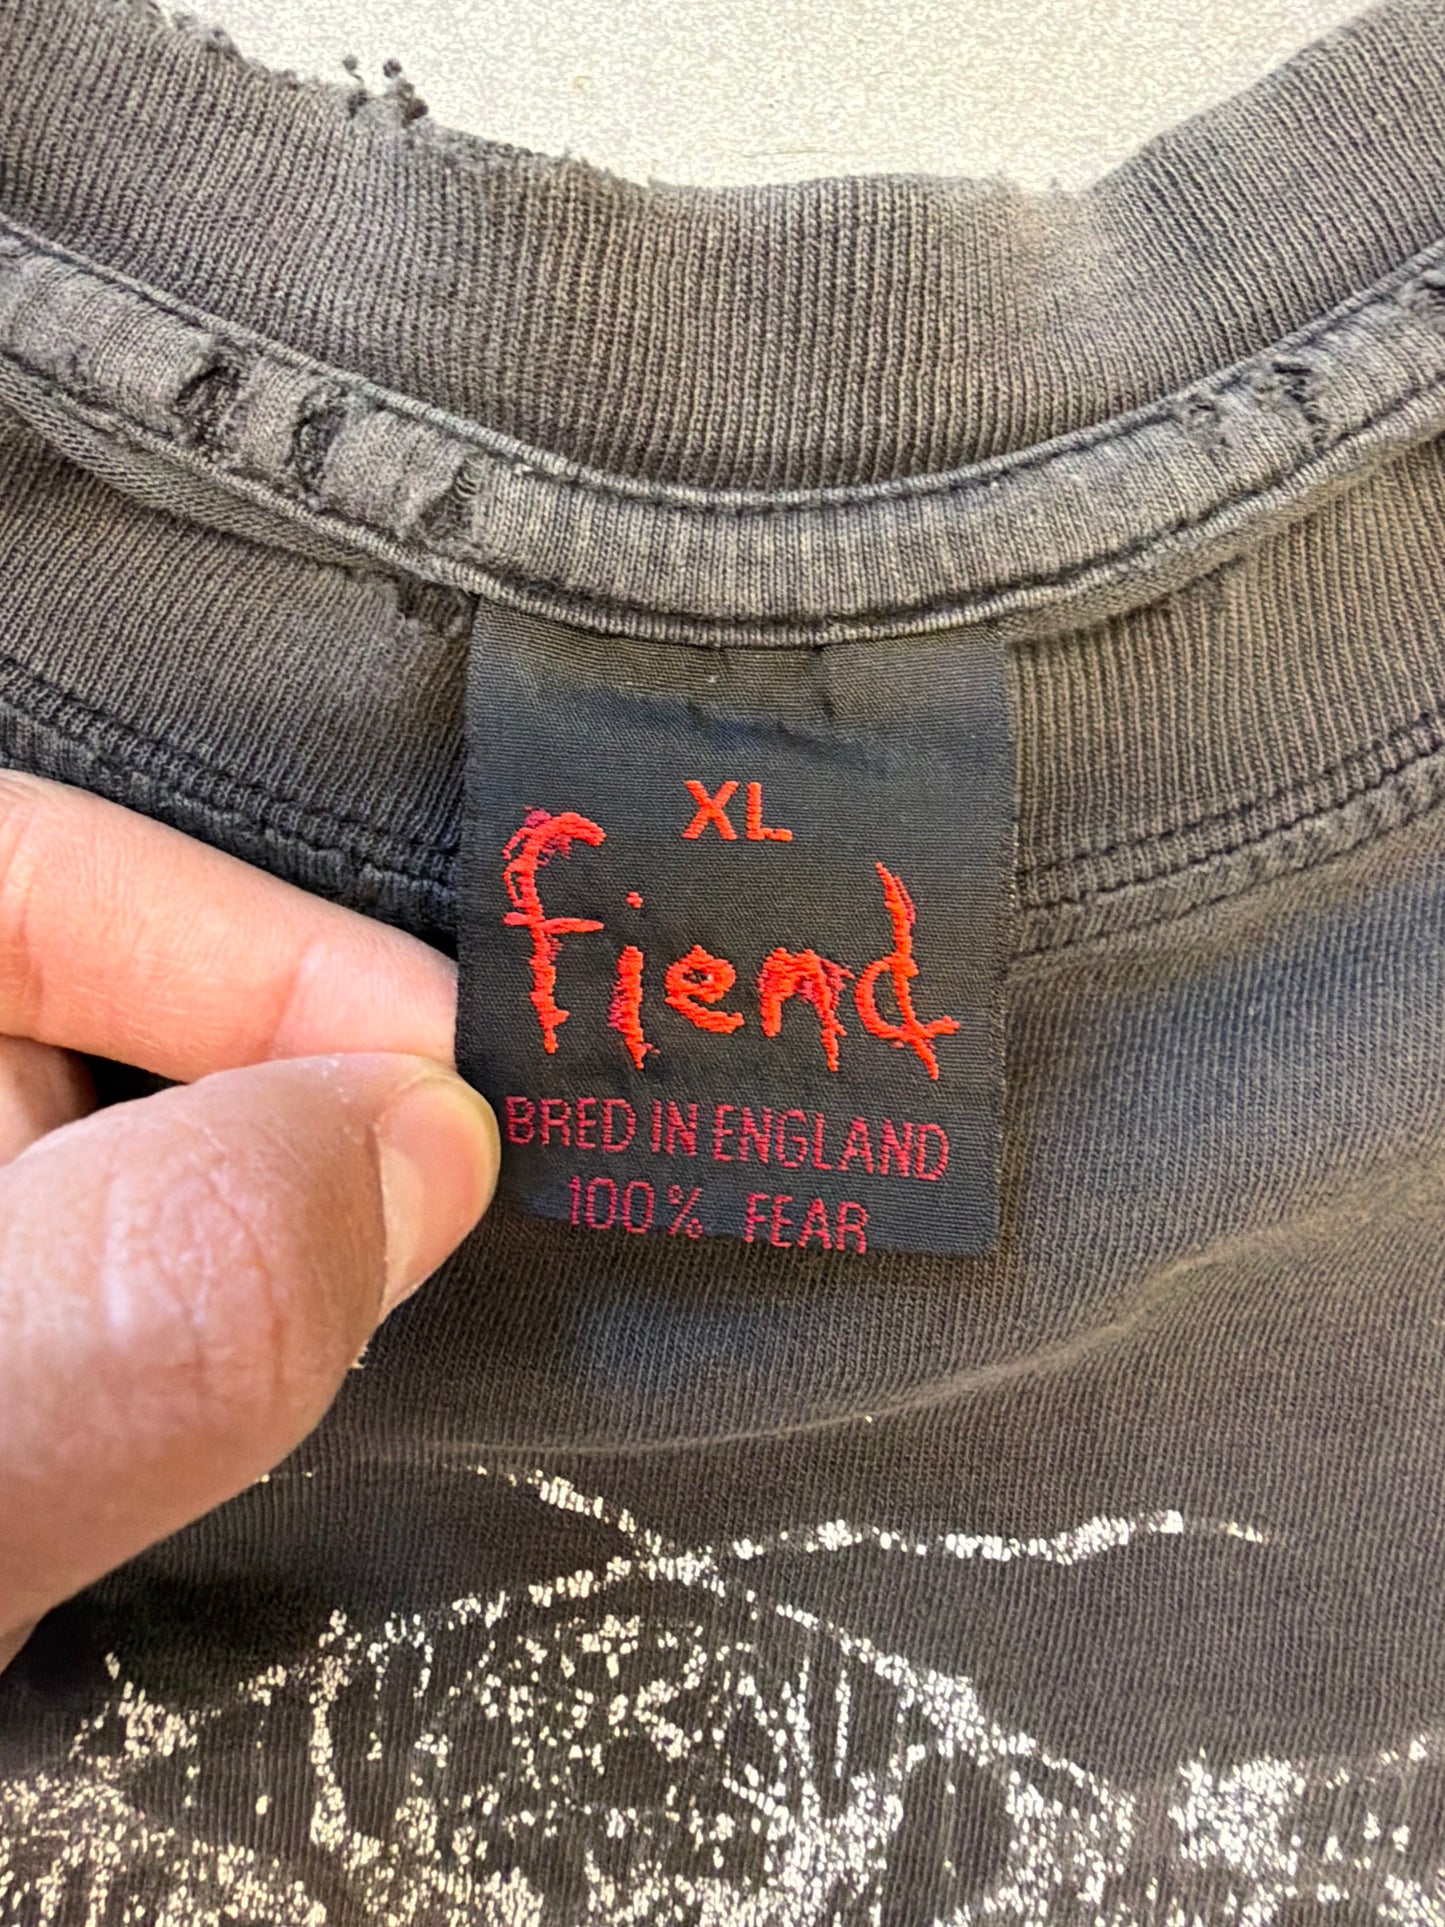 XL
fiend
BRED IN ENGLAND
100% FEAR